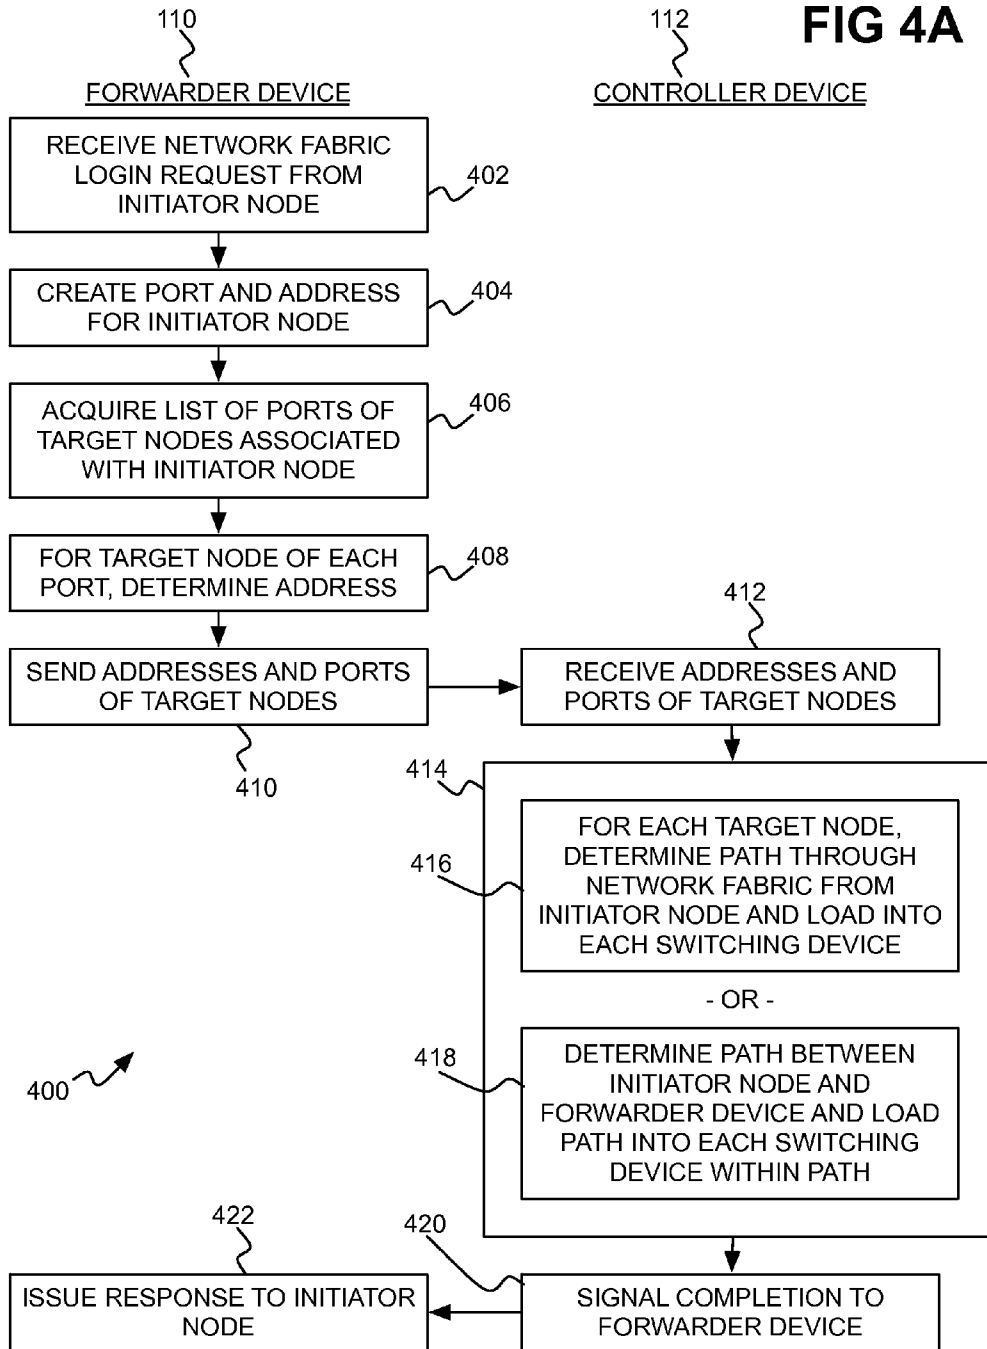 FIG 4A
110
112
FORWARDER DEVICE
CONTROLLER DEVICE
RECEIVE NETWORK FABRIC
LOGIN REQUEST FROM
INITIATOR NODE
402
CREATE PORT AND ADDRESS
FOR INITIATOR NODE
404
ACQUIRE LIST OF PORTS OF
TARGET NODES ASSOCIATED
WITH INITIATOR NODE
406
FOR TARGET NODE OF EACH
PORT, DETERMINE ADDRESS
408
SEND ADDRESSES AND PORTS
OF TARGET NODES
410
412
RECEIVE ADDRESSES AND
PORTS OF TARGET NODES
414
416
FOR EACH TARGET NODE,
DETERMINE PATH THROUGH
NETWORK FABRIC FROM
INITIATOR NODE AND LOAD INTO
EACH SWITCHING DEVICE
- OR -
418
DETERMINE PATH BETWEEN
INITIATOR NODE AND
FORWARDER DEVICE AND LOAD
PATH INTO EACH SWITCHING
DEVICE WITHIN PATH
400
420
SIGNAL COMPLETION TO
FORWARDER DEVICE
422
ISSUE RESPONSE TO INITIATOR
NODE